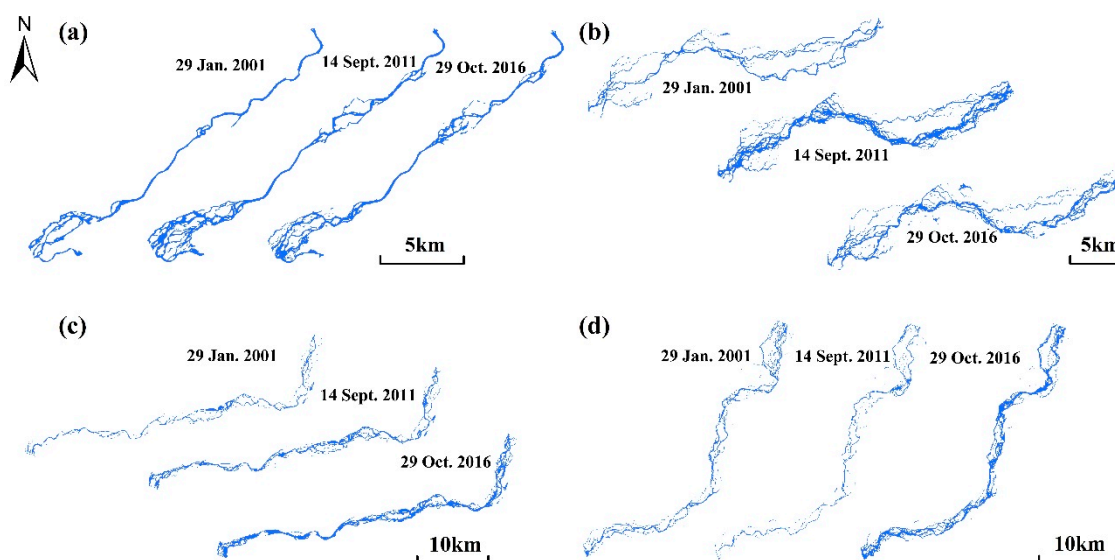 N
(a)
29 Jan. 2001
14 Sept. 2011
29 Oct. 2016
5km
(b)
29 Jan. 2001
14 Sept. 2011
29 Oct. 2016
5km
(c)
29 Jan. 2001
14 Sept. 2011
29 Oct. 2016
10km
(d)
29 Jan. 2001
14 Sept. 2011
29 Oct. 2016
10km